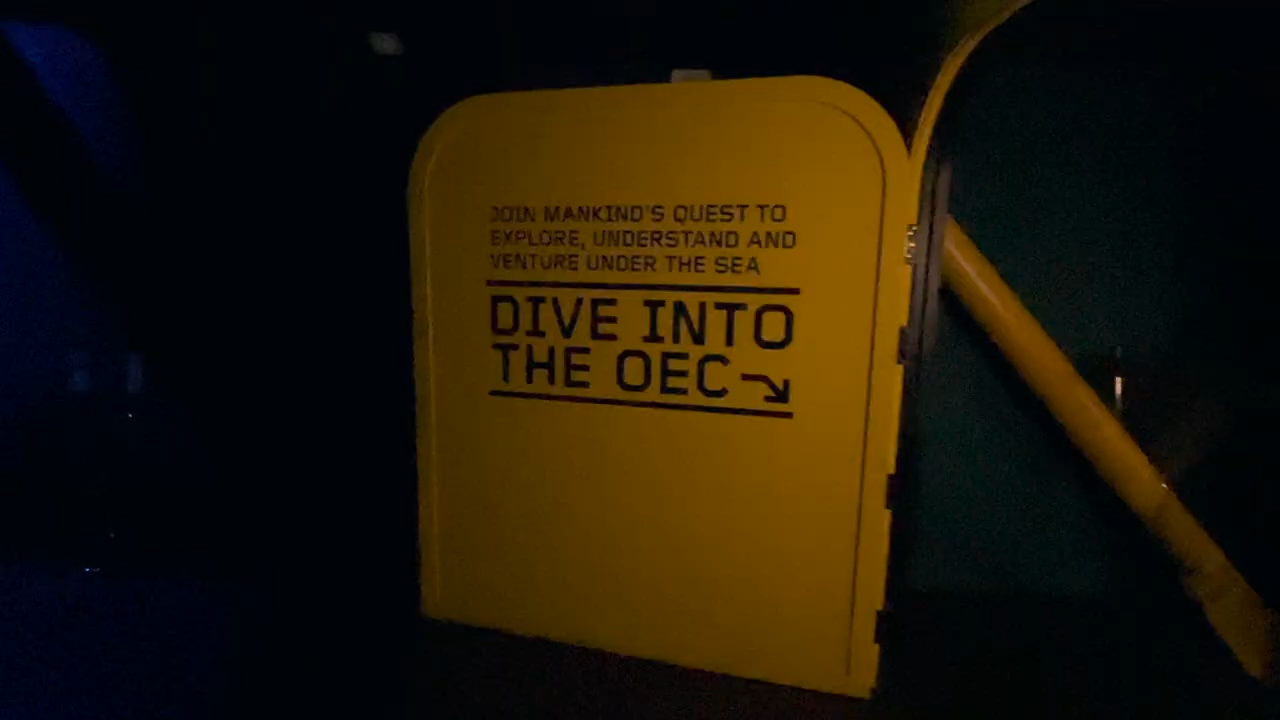 JOIN MANKIND'S QUEST TO
EXPLORE, UNDERSTAND AND
VENTURE UNDER THE SEA
DIVE INTO
THE OEC